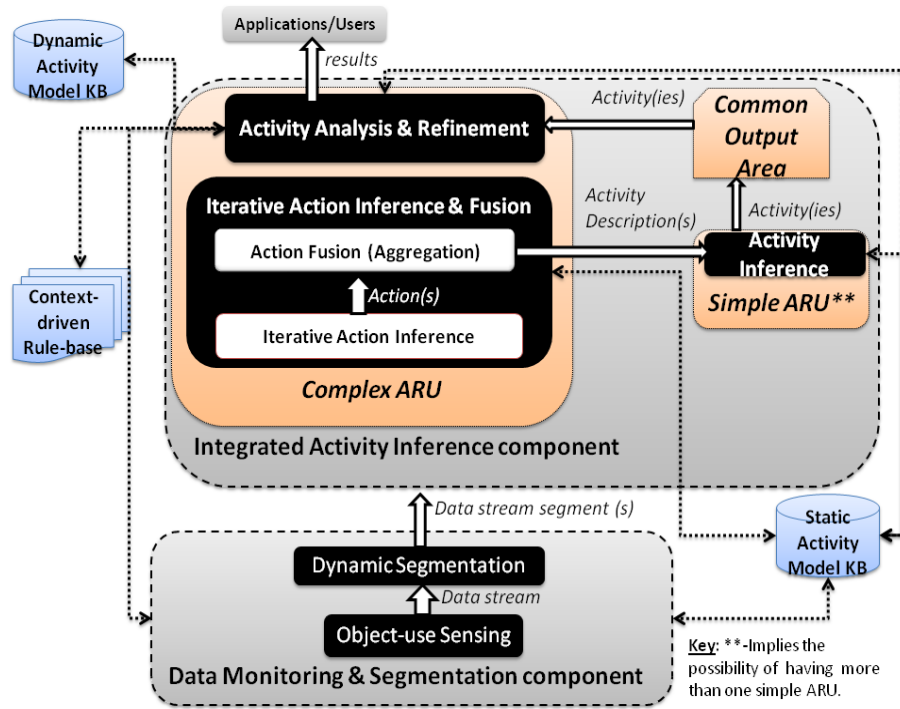 Applications/Users
results
Dynamic
Activity
Model KB
Activity Analysis & Refinement
Activity(ies)
Common
Output
Area
Iterative Action Inference & Fusion
Action Fusion (Aggregation)
Action(s)
Iterative Action Inference
Complex ARU
Activity
Description(s)
Activity(ies)
Activity
Inference
Simple ARU**
Context-
driven
Rule-base
Integrated Activity Inference component
Data stream segment (s)
Dynamic Segmentation
Data stream
Object-use Sensing
Data Monitoring & Segmentation component
Static
Activity
Model KB
Key: **-Implies the
possibility of having more
than one simple ARU.